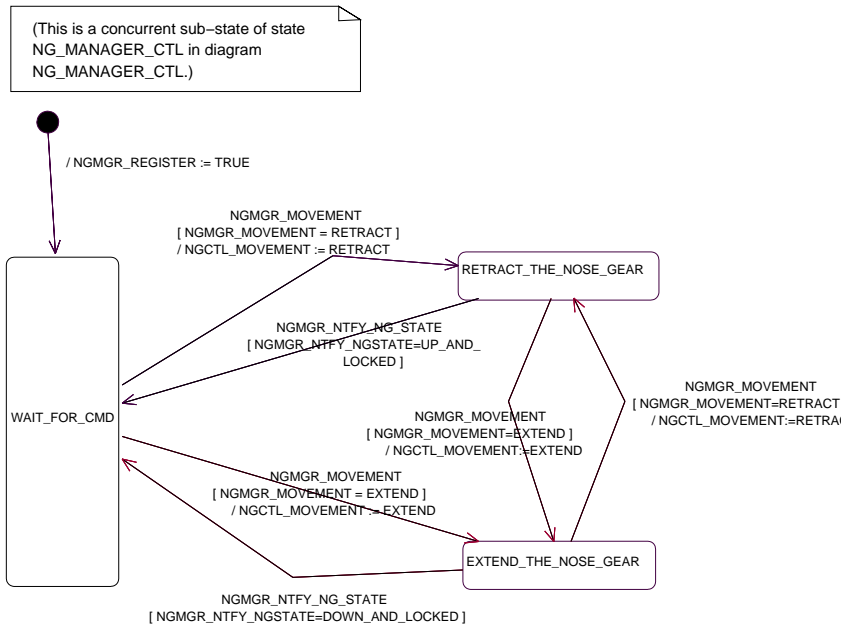 (This is a concurrent sub−state of state
NG_MANAGER_CTL in diagram
NG_MANAGER_CTL.)
/ NGMGR_REGISTER := TRUE
NGMGR_MOVEMENT
[ NGMGR_MOVEMENT = RETRACT ]
/ NGCTL_MOVEMENT := RETRACT
RETRACT_THE_NOSE_GEAR
NGMGR_NTFY_NG_STATE
[ NGMGR_NTFY_NGSTATE=UP_AND_
LOCKED ]
WAIT_FOR_CMD
NGMGR_MOVEMENT
[ NGMGR_MOVEMENT=EXTEND ]
/ NGCTL_MOVEMENT:=EXTEND
NGMGR_MOVEMENT
[ NGMGR_MOVEMENT=RETRACT
/ NGCTL_MOVEMENT:=RETRA
NGMGR_MOVEMENT
[ NGMGR_MOVEMENT = EXTEND ]
/ NGCTL_MOVEMENT := EXTEND
EXTEND_THE_NOSE_GEAR
NGMGR_NTFY_NG_STATE
[ NGMGR_NTFY_NGSTATE=DOWN_AND_LOCKED ]